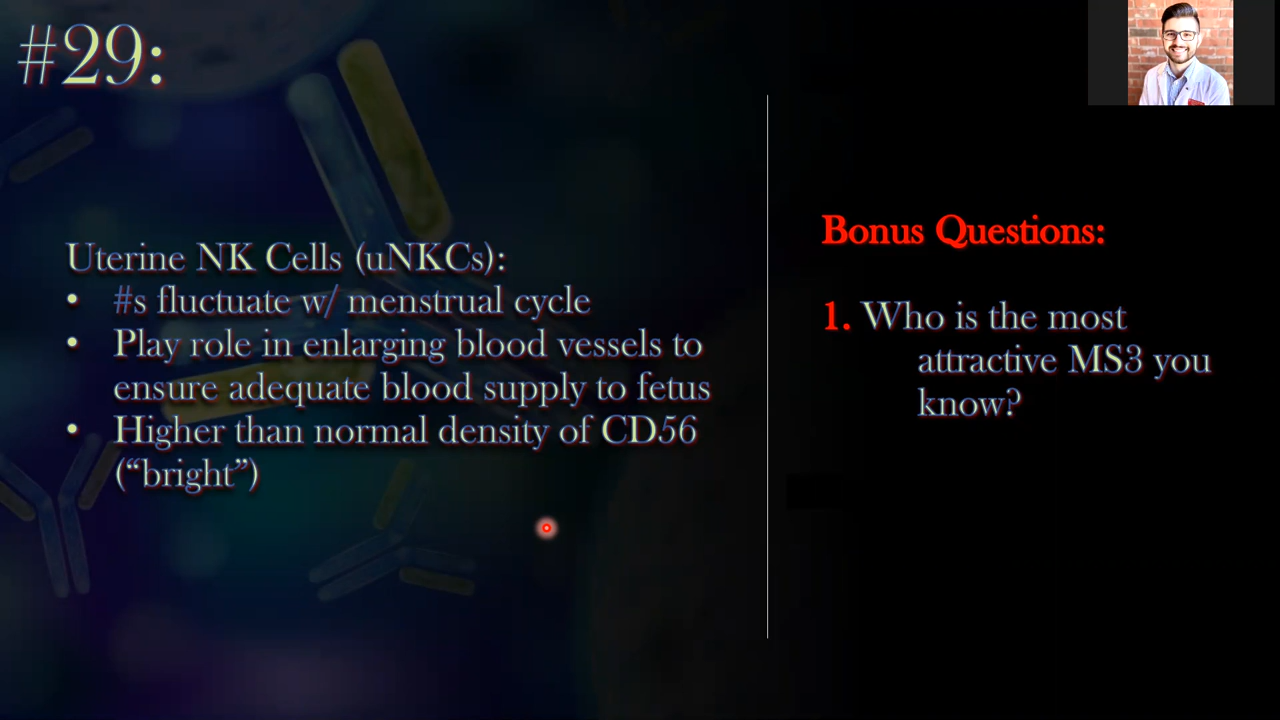 #29:
Uterine NK Cells (uNKCs):
• #s fluctuate w/ menstrual cycle
• Play role in enlarging blood vessels to
ensure adequate blood supply to fetus
• Higher than normal density of CD56
(“bright”)
Bonus Questions:
1. Who is the most
attractive MS3 you
know?